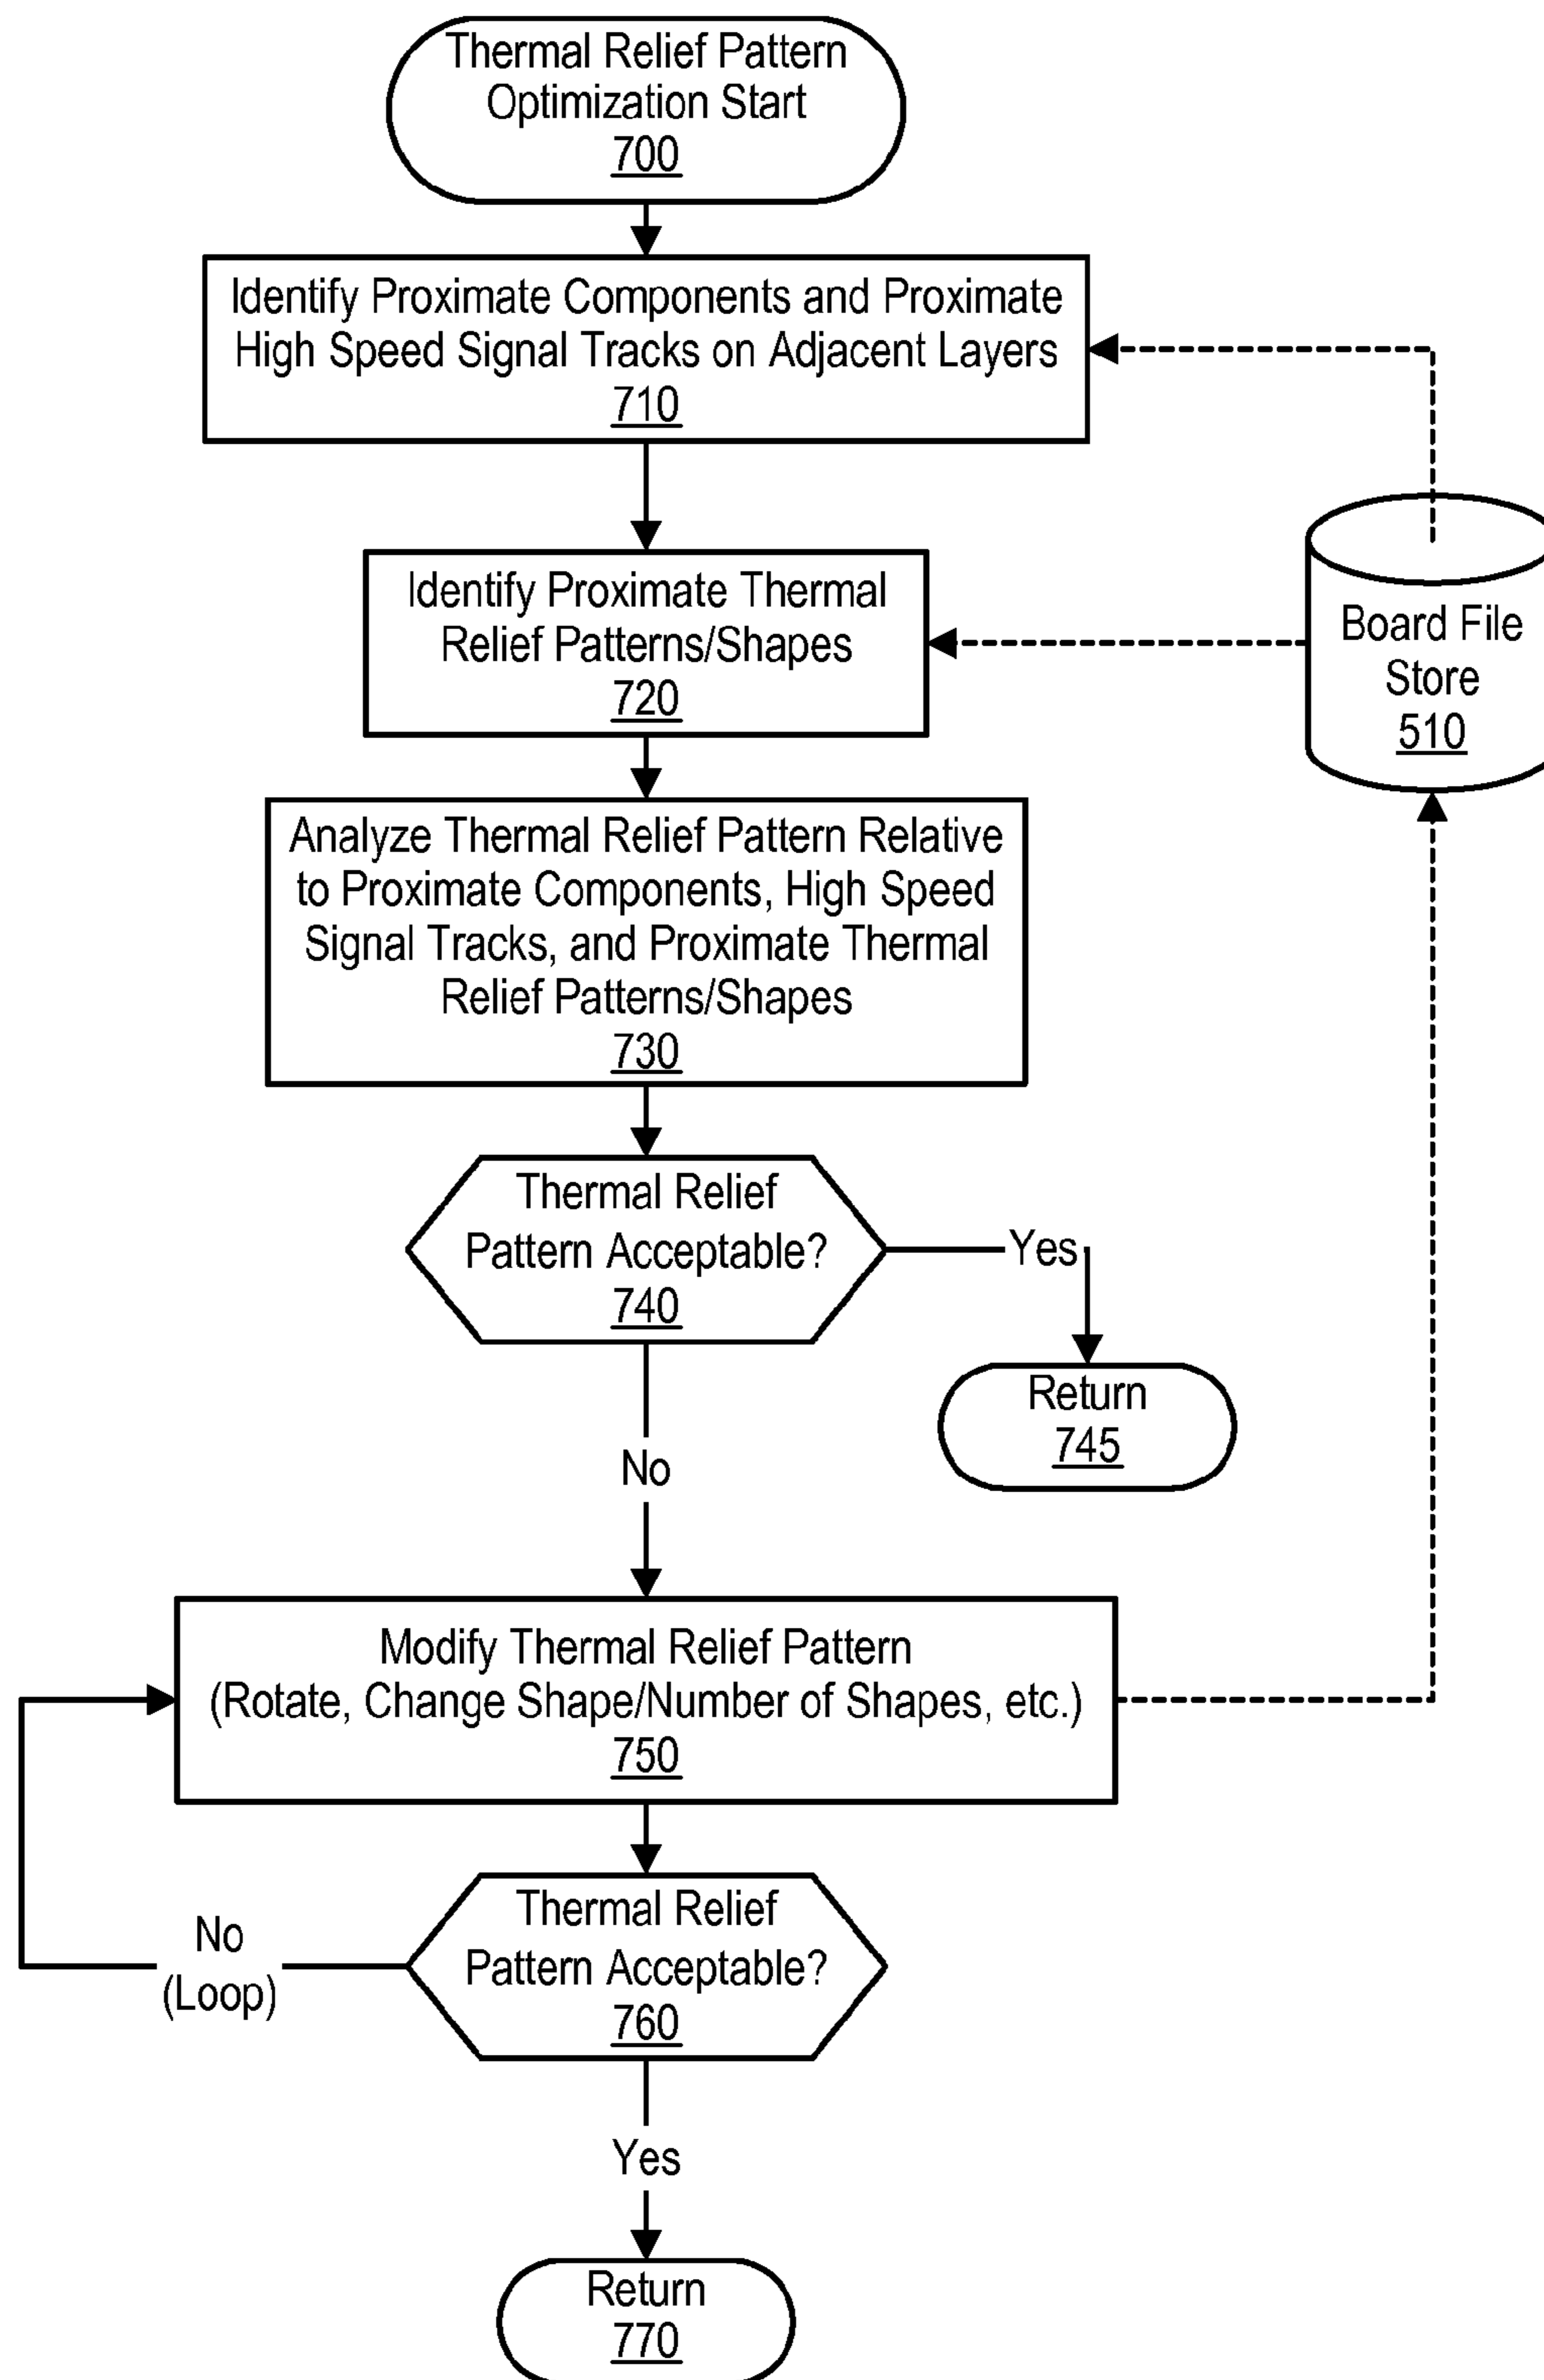 Thermal Relief Pattern
Optimization Start
700
Identify Proximate Components and Proximate
High Speed Signal Tracks on Adjacent Layers
710
Identify Proximate Thermal
Relief Patterns/Shapes
720
Board File
Store
510
Analyze Thermal Relief Pattern Relative
to Proximate Components, High Speed
Signal Tracks, and Proximate Thermal
Relief Patterns/Shapes
730
Thermal Relief
Pattern Acceptable?
740
Yes
Return
745
No
Modify Thermal Relief Pattern
(Rotate, Change Shape/Number of Shapes, etc.)
750
Thermal Relief
Pattern Acceptable?
760
No
(Loop)
Yes
Return
770